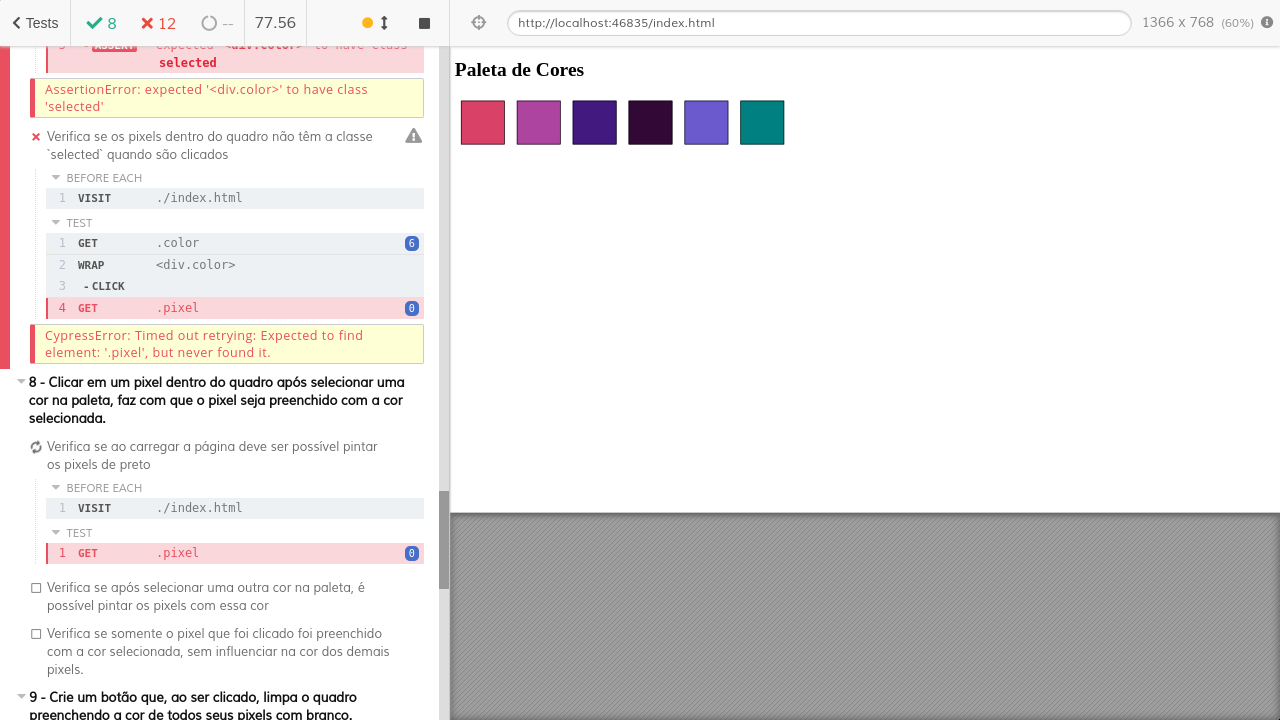 Tests
8
12
--
77.56
http://localhost:46835/index.html
1366 x 768 (60%)
3 -ASSERT expected <div.color> to have class
selected
AssertionError: expected '<div.color>' to have class
'selected'
Verifica se os pixels dentro do quadro não têm a classe
`selected` quando são clicados
BEFORE EACH
1 VISIT ./index.html
TEST
1 GET .color 6
2 WRAP <div.color>
3 -CLICK
4 GET .pixel 0
CypressError: Timed out retrying: Expected to find
element: '.pixel', but never found it.
8 - Clicar em um pixel dentro do quadro após selecionar uma
cor na paleta, faz com que o pixel seja preenchido com a cor
selecionada.
Verifica se ao carregar a página deve ser possível pintar
os pixels de preto
BEFORE EACH
1 VISIT ./index.html
TEST
1 GET .pixel 0
Verifica se após selecionar uma outra cor na paleta, é
possível pintar os pixels com essa cor
Verifica se somente o pixel que foi clicado foi preenchido
com a cor selecionada, sem influenciar na cor dos demais
pixels.
9 - Crie um botão que, ao ser clicado, limpa o quadro
preenchendo a cor de todos seus pixels com branco.
Paleta de Cores